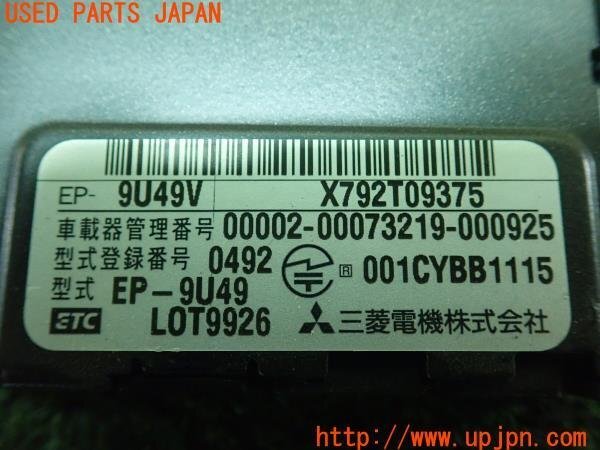 USED PARTS JAPAN
EP- 9U49V X792T09375
車載器管理番号 00002-00073219-000925
型式登録番号 0492 R 001CYBB1115
型式 EP-9U49
ETC LOT9926 三菱電機株式会社
http://www.upjpn.com/